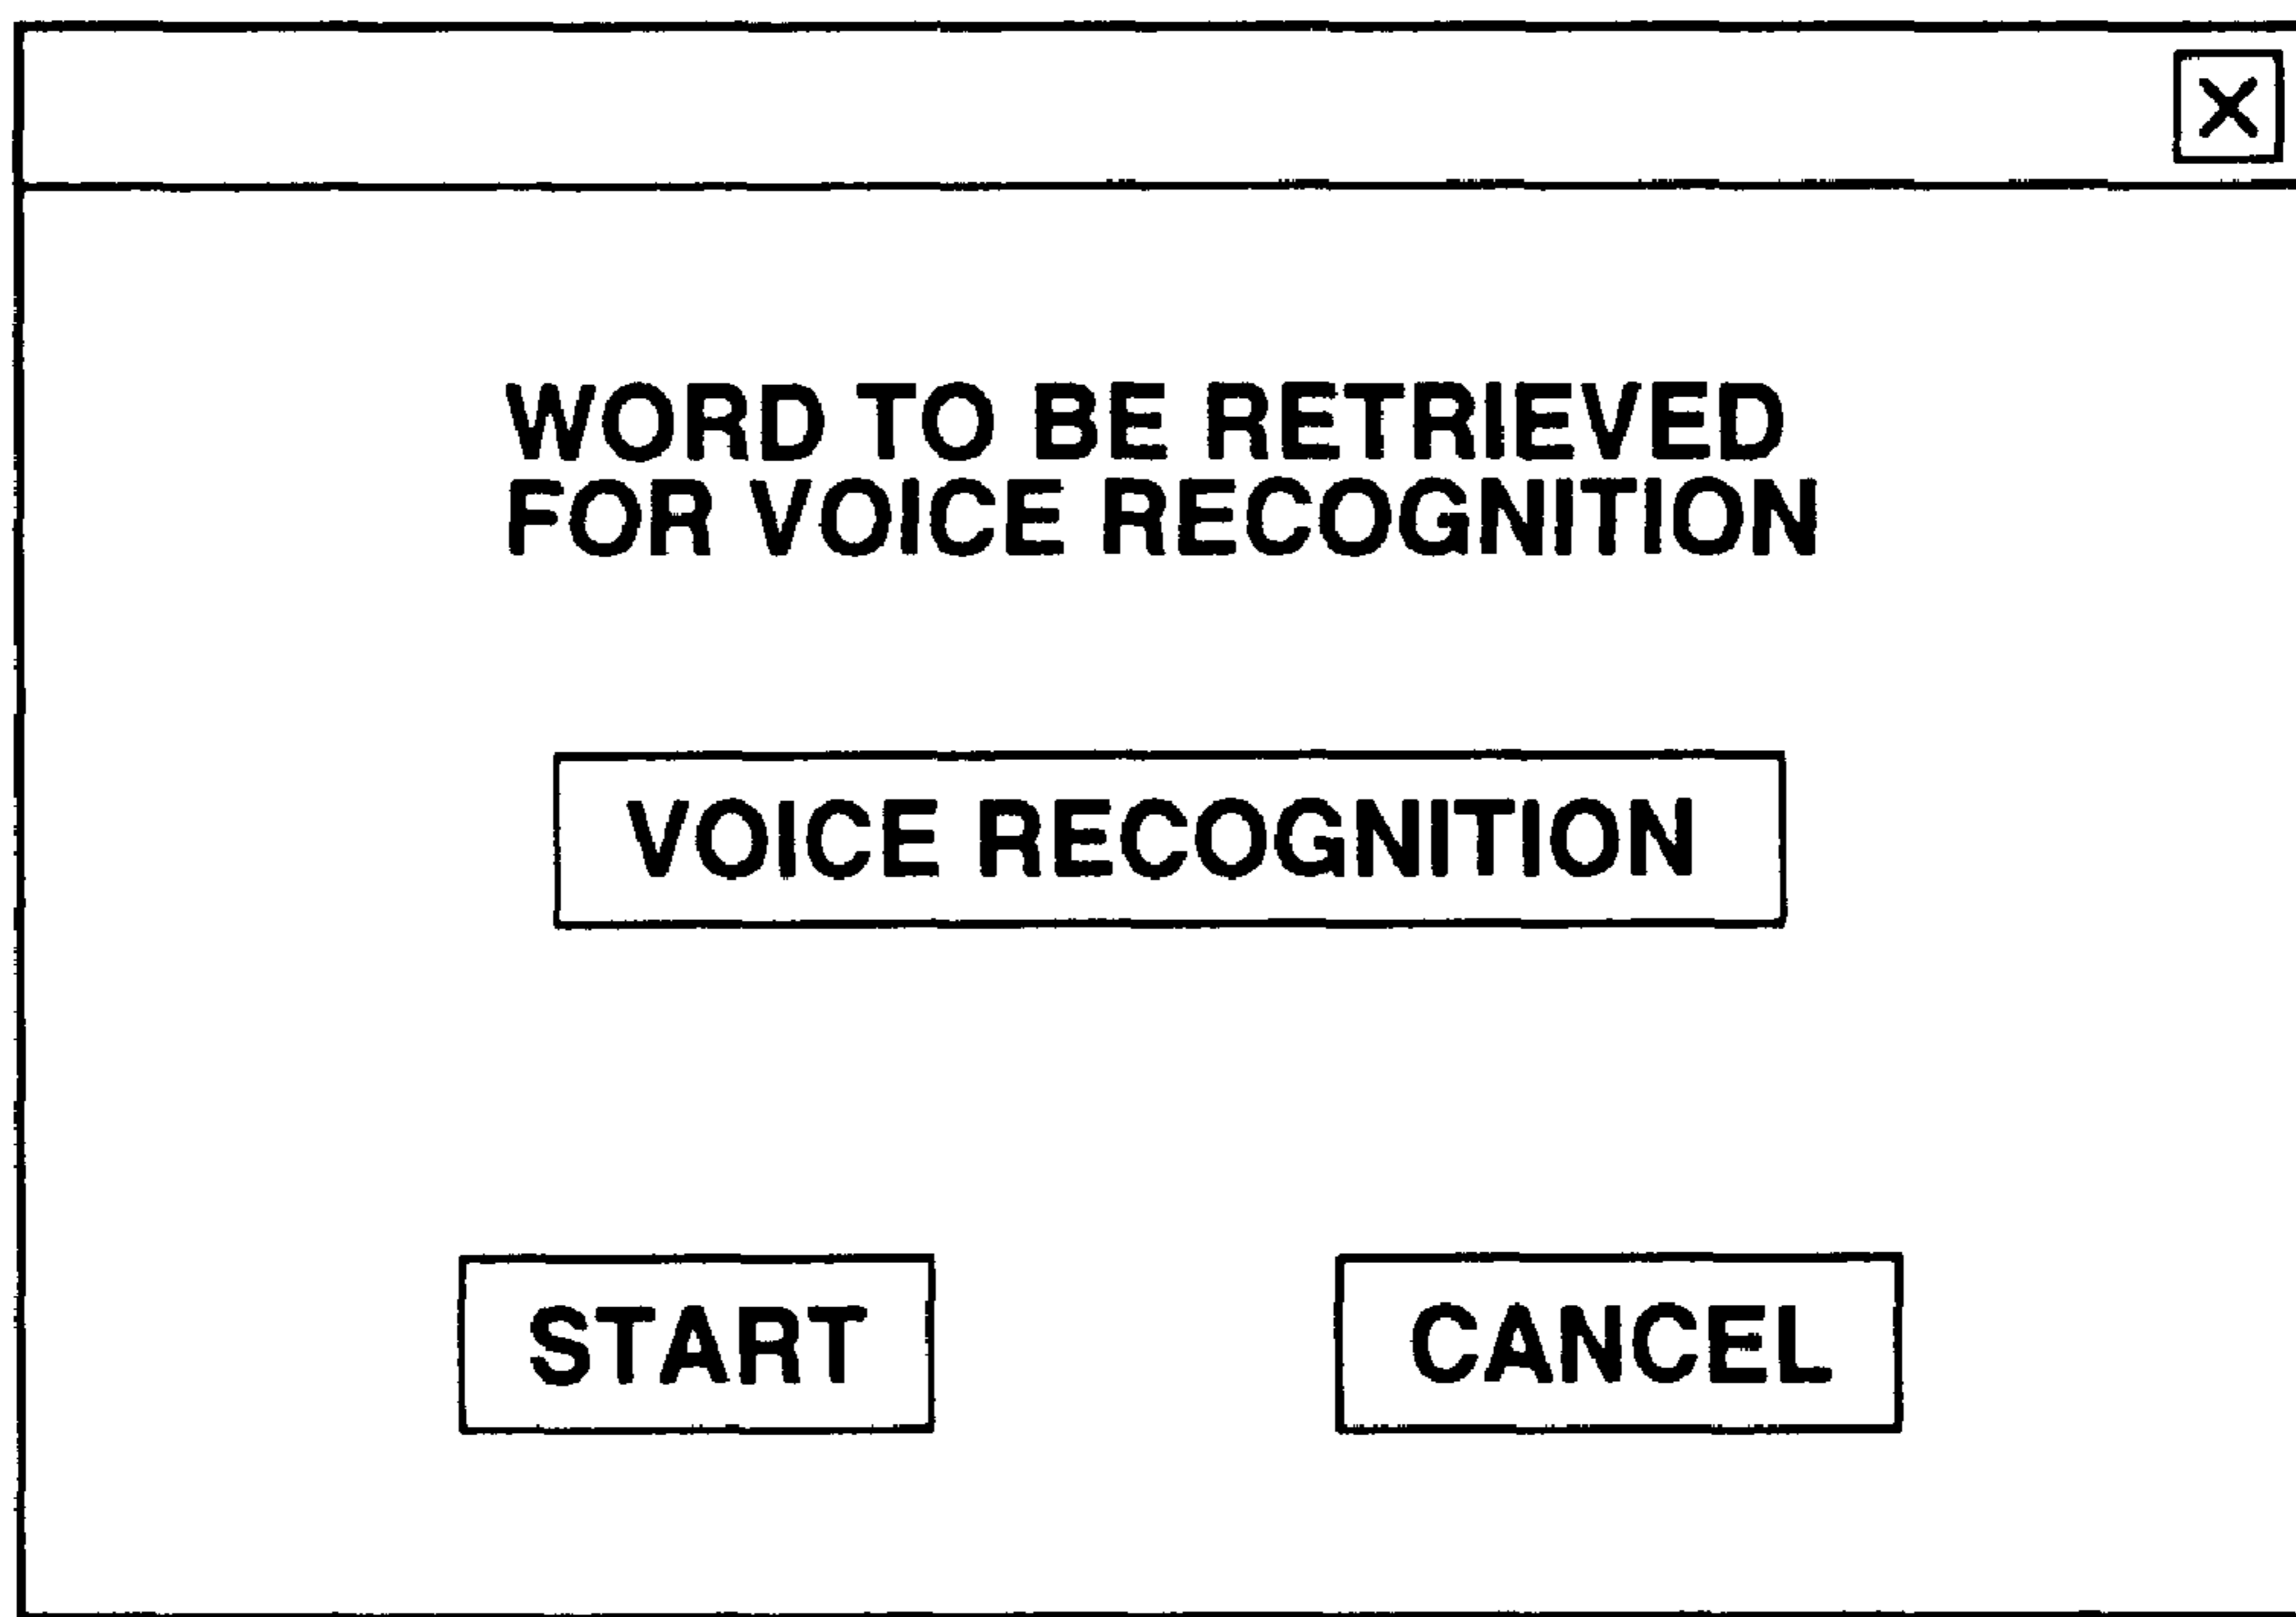 X
WORD TO BE RETRIEVED
FOR VOICE RECOGNITION
VOICE RECOGNITION
START
CANCEL